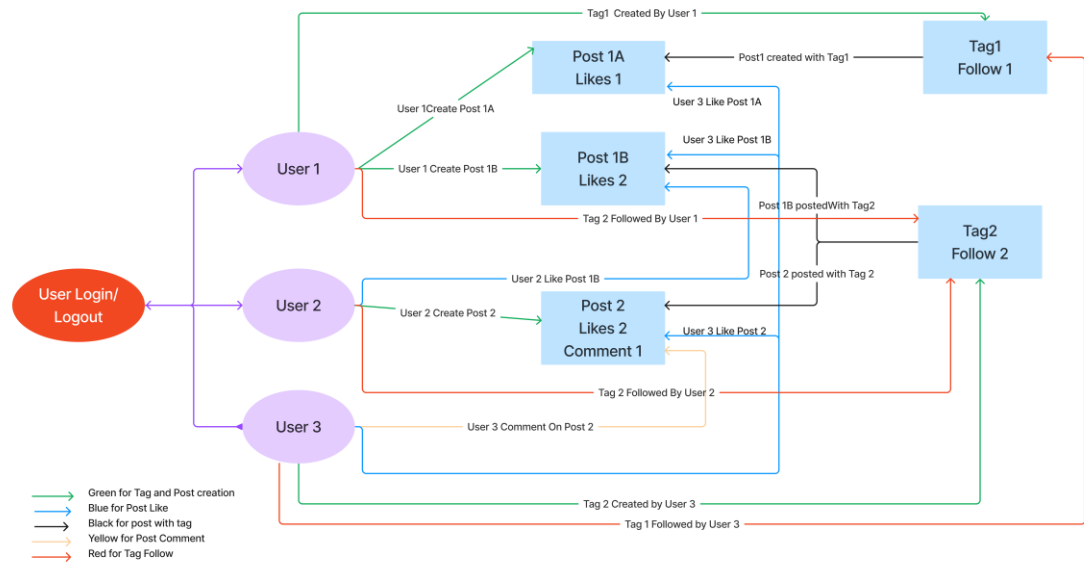 Tag1 Created By User 1
Tag1
Follow 1
Post 1A
Likes 1
Post1 created with Tag1
User 1Create Post 1A
User 3 Like Post 1A
User 3 Like Post 1B
User 1
User 1 Create Post 1B
Post 1B
Likes 2
Post 1B postedWith Tag2
Tag 2 Followed By User 1
Tag2
Follow 2
Post 2 posted with Tag 2
User 2 Like Post 1B
User Login/
Logout
User 2
User 2 Create Post 2
Post 2
Likes 2
Comment 1
User 3 Like Post 2
Tag 2 Followed By User 2
User 3
User 3 Comment On Post 2
Green for Tag and Post creation
Blue for Post Like
Black for post with tag
Yellow for Post Comment
Red for Tag Follow
Tag 2 Created by User 3
Tag 1 Followed by User 3